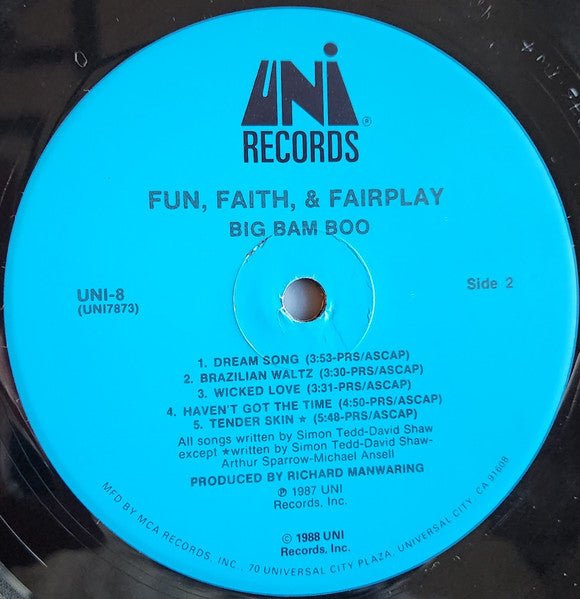 UNI
RECORDS
®
FUN, FAITH, & FAIRPLAY
BIG BAM BOO
UNI-8
(UNI7873)
Side 2
1. DREAM SONG (3:53-PRS/ASCAP)
2. BRAZILIAN WALTZ (3:30-PRS/ASCAP)
3. WICKED LOVE (3:31-PRS/ASCAP)
4. HAVEN'T GOT THE TIME (4:50-PRS/ASCAP)
5. TENDER SKIN ★ (5:48-PRS/ASCAP)
All songs written by Simon Tedd-David Shaw
except ★written by Simon Tedd-David Shaw-
Arthur Sparrow-Michael Ansell
PRODUCED BY RICHARD MANWARING
℗ 1987 UNI
Records, Inc.
© 1988 UNI
Records, Inc.
MFD BY MCA RECORDS, INC., 70 UNIVERSAL CITY PLAZA, UNIVERSAL CITY, CA 91608